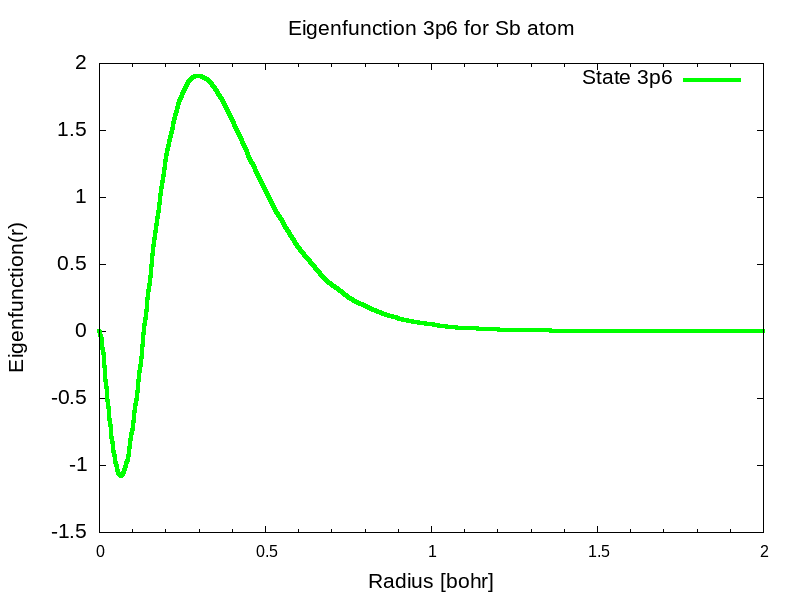 Eigenfunction 3p6 for Sb atom
State 3p6
2
1.5
1
0.5
0
-0.5
-1
-1.5
Eigenfunction(r)
0 0.5 1 1.5 2
Radius [bohr]